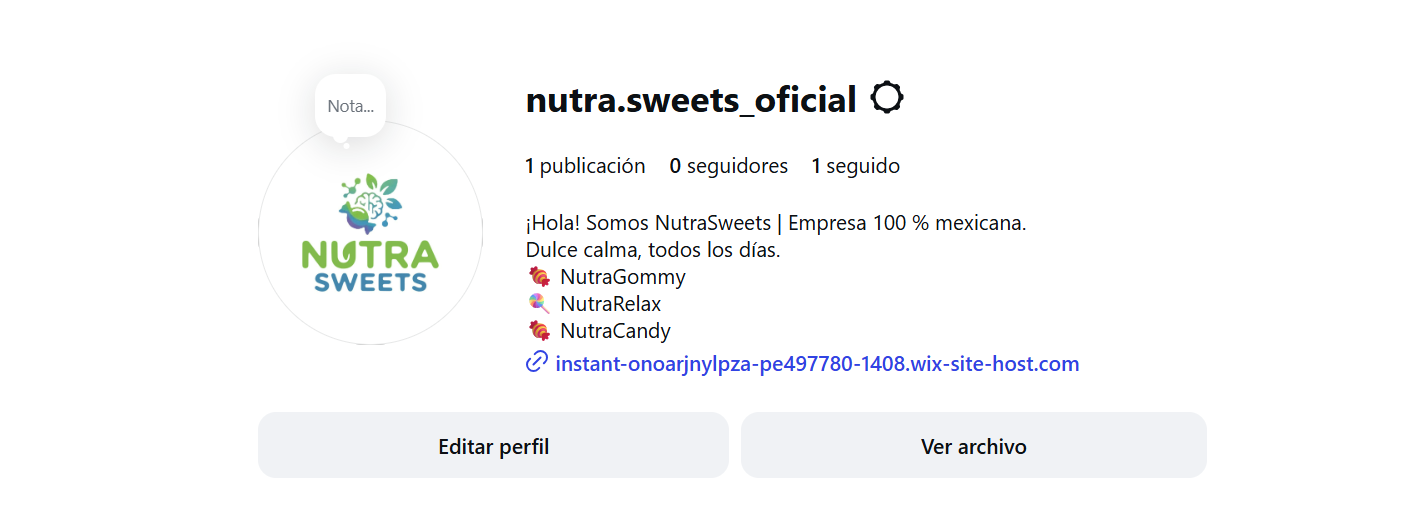 Nota...
nutra.sweets_oficial
1 publicación 0 seguidores 1 seguido
¡Hola! Somos NutraSweets | Empresa 100 % mexicana.
Dulce calma, todos los días.
🍬 NutraGommy
🍭 NutraRelax
🍬 NutraCandy
instant-onoarjnylpza-pe497780-1408.wix-site-host.com
NUTRA
SWEETS
Editar perfil
Ver archivo